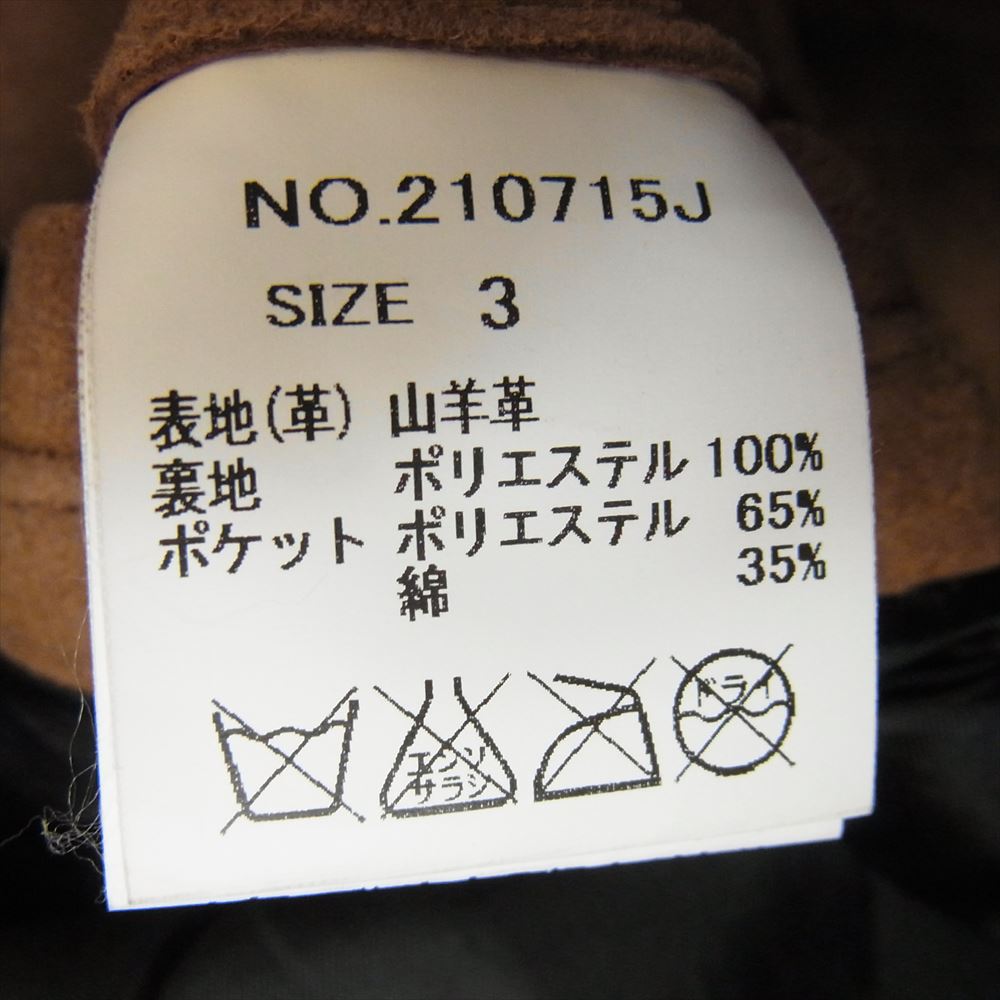 NO.210715J
SIZE 3
表地(革) 山羊革
裏地 ポリエステル 100%
ポケット ポリエステル 65%
綿 35%
エンソ
サラシ
ドライ